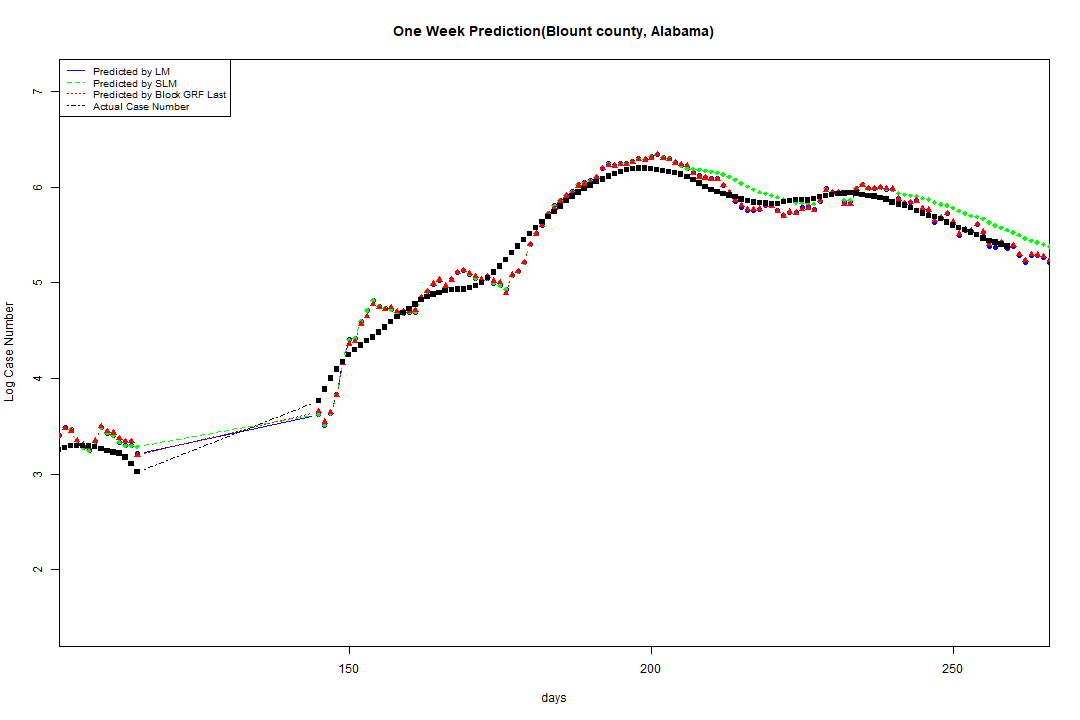 One Week Prediction(Blount county, Alabama)
Predicted by LM
Predicted by SLM
Predicted by Block GRF Last
Actual Case Number
7
6
5
4
3
2
Log Case Number
150
200
250
days